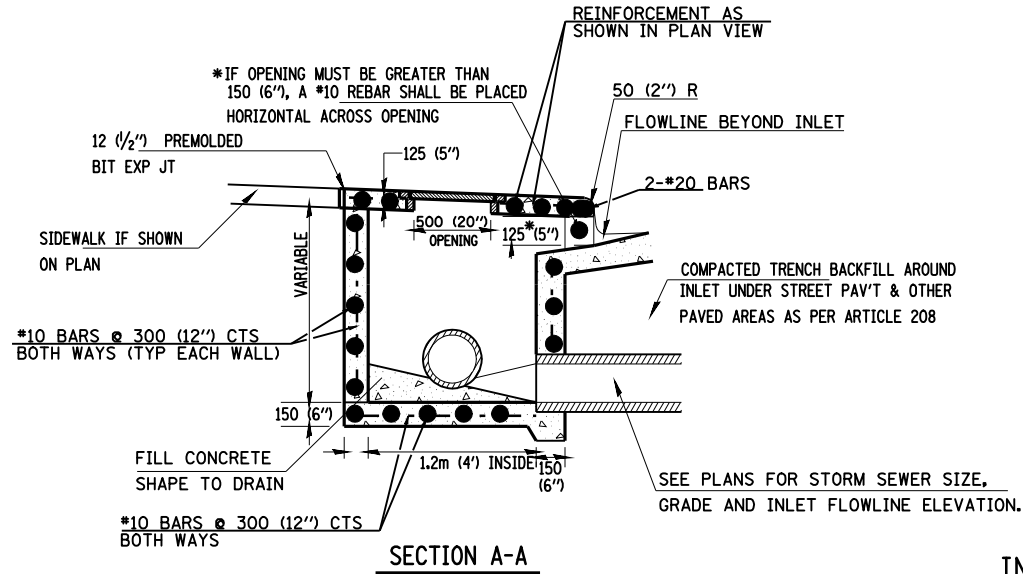 REINFORCEMENT AS
SHOWN IN PLAN VIEW
*IF OPENING MUST BE GREATER THAN
150 (6"), A #10 REBAR SHALL BE PLACED
HORIZONTAL ACROSS OPENING
50 (2") R
FLOWLINE BEYOND INLET
12 (1/2") PREMOLDED
BIT EXP JT
125 (5")
2-#20 BARS
500 (20")
OPENING
*
125 (5")
SIDEWALK IF SHOWN
ON PLAN
VARIABLE
COMPACTED TRENCH BACKFILL AROUND
INLET UNDER STREET PAV'T & OTHER
PAVED AREAS AS PER ARTICLE 208
#10 BARS @ 300 (12") CTS
BOTH WAYS (TYP EACH WALL)
150 (6")
FILL CONCRETE
SHAPE TO DRAIN
1.2m (4') INSIDE
150
(6")
SEE PLANS FOR STORM SEWER SIZE,
GRADE AND INLET FLOWLINE ELEVATION.
#10 BARS @ 300 (12") CTS
BOTH WAYS
SECTION A-A
IN